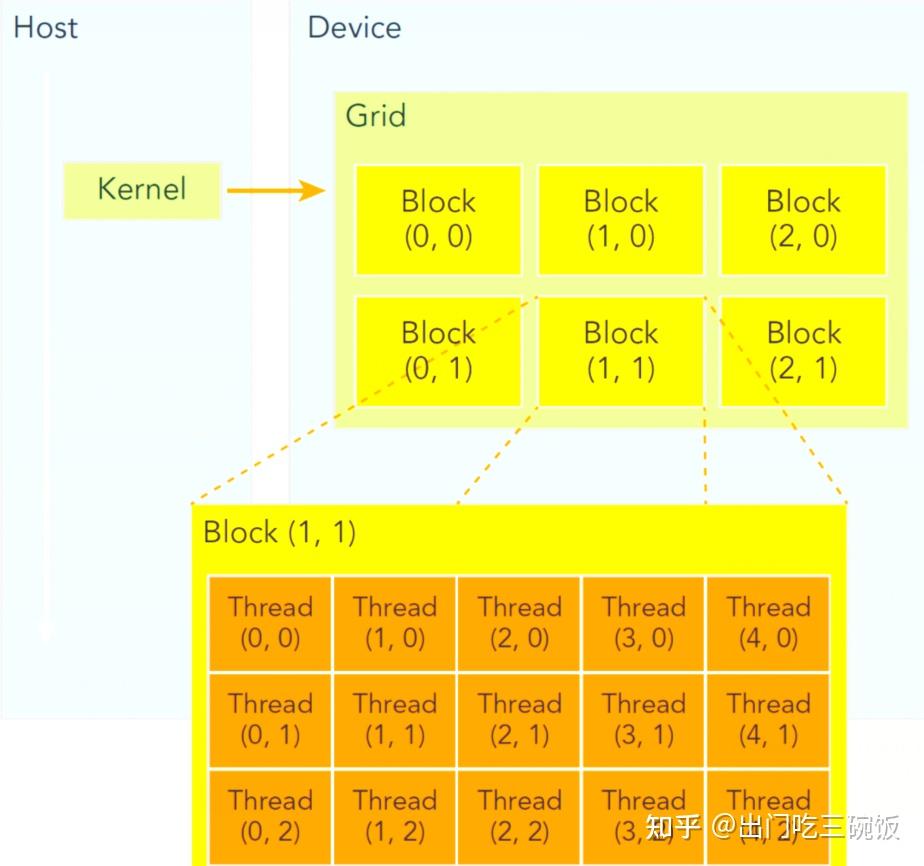 Host
Device
Grid
Kernel
Block
(0, 0)
Block
(1, 0)
Block
(2, 0)
Block
(0, 1)
Block
(1, 1)
Block
(2, 1)
Block (1, 1)
Thread
(0, 0)
Thread
(1, 0)
Thread
(2, 0)
Thread
(3, 0)
Thread
(4, 0)
Thread
(0, 1)
Thread
(1, 1)
Thread
(2, 1)
Thread
(3, 1)
Thread
(4, 1)
Thread
(0, 2)
Thread
(1, 2)
Thread
(2, 2)
Thread
(3, 2)
Thread
(4, 2)
知乎 @出门吃三碗饭